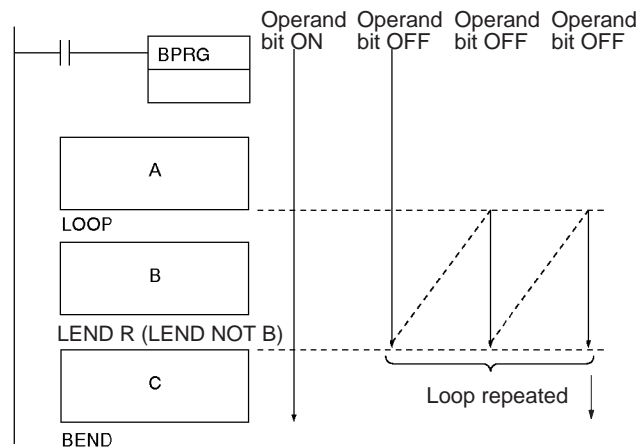 Operand bit ON
Operand bit OFF
Operand bit OFF
Operand bit OFF
BPRG
A
LOOP
B
LEND R (LEND NOT B)
C
Loop repeated
BEND